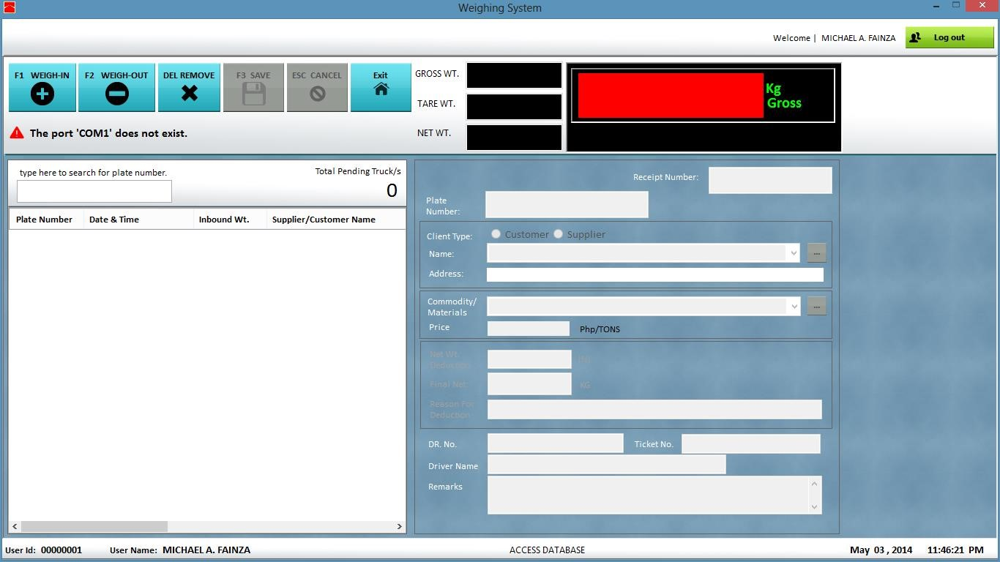 Weighing System
Welcome | MICHAEL A. FAINZA
Log out
F1 WEIGH-IN
F2 WEIGH-OUT
DEL REMOVE
F3 SAVE
ESC CANCEL
Exit
GROSS WT.
TARE WT.
NET WT.
Kg
Gross
The port 'COM1' does not exist.
type here to search for plate number.
Total Pending Truck/s
0
Plate Number Date & Time Inbound Wt. Supplier/Customer Name
Receipt Number:
Plate
Number:
Client Type: Customer Supplier
Name:
...
Address:
Commodity/
Materials
...
Price
Php/TONS
Net Wt.
Deduction
Final Net:
KG
Reason For
Deduction
DR. No.
Ticket No.
Driver Name
Remarks
User Id: 00000001 User Name: MICHAEL A. FAINZA
ACCESS DATABASE
May 03 , 2014 11:46:21 PM